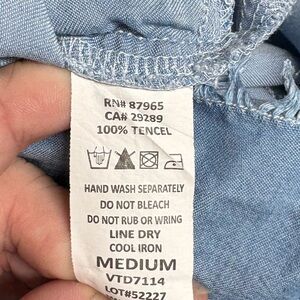 RN# 87965
CA# 29289
100% TENCEL
HAND WASH SEPARATELY
DO NOT BLEACH
DO NOT RUB OR WRING
LINE DRY
COOL IRON
MEDIUM
VTD7114
LOT#52227